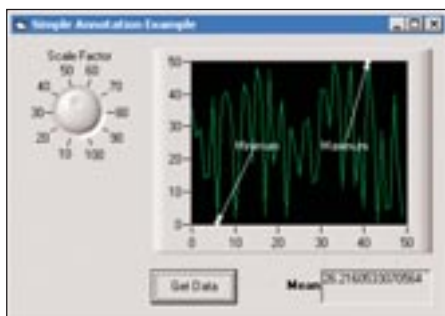 Simple Annotation Example
Scale Factor
50 60
40 70
30 80
20 90
10 100
50
40
30
20
10
0
Minimum
Maximum
0 10 20 30 40 50
Get Data
Mean 26.2160533070564